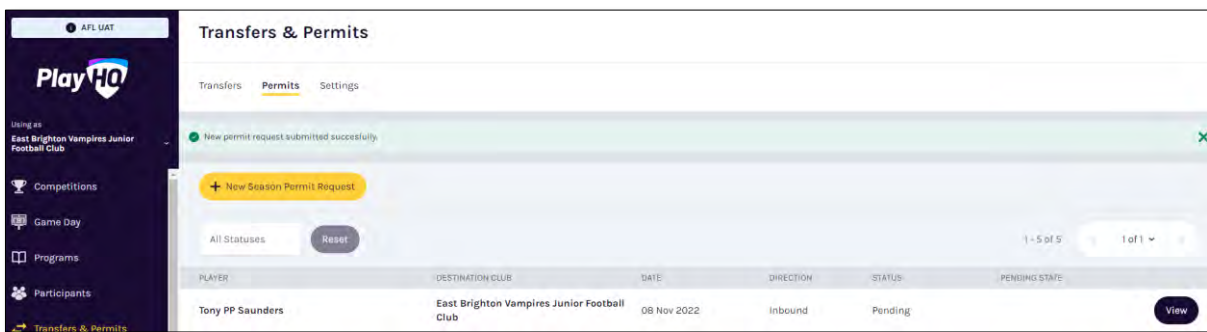 AFL UAT
PlayHQ
Using as
East Brighton Vampires Junior
Football Club
Competitions
Game Day
Programs
Participants
Transfers & Permits
Transfers & Permits
Transfers Permits Settings
New permit request submitted succesfully.
+ New Season Permit Request
All Statuses Reset 1 - 5 of 5 1 of 1
PLAYER DESTINATION CLUB DATE DIRECTION STATUS PENDING STATE
Tony PP Saunders East Brighton Vampires Junior Football 08 Nov 2022 Inbound Pending View
Club